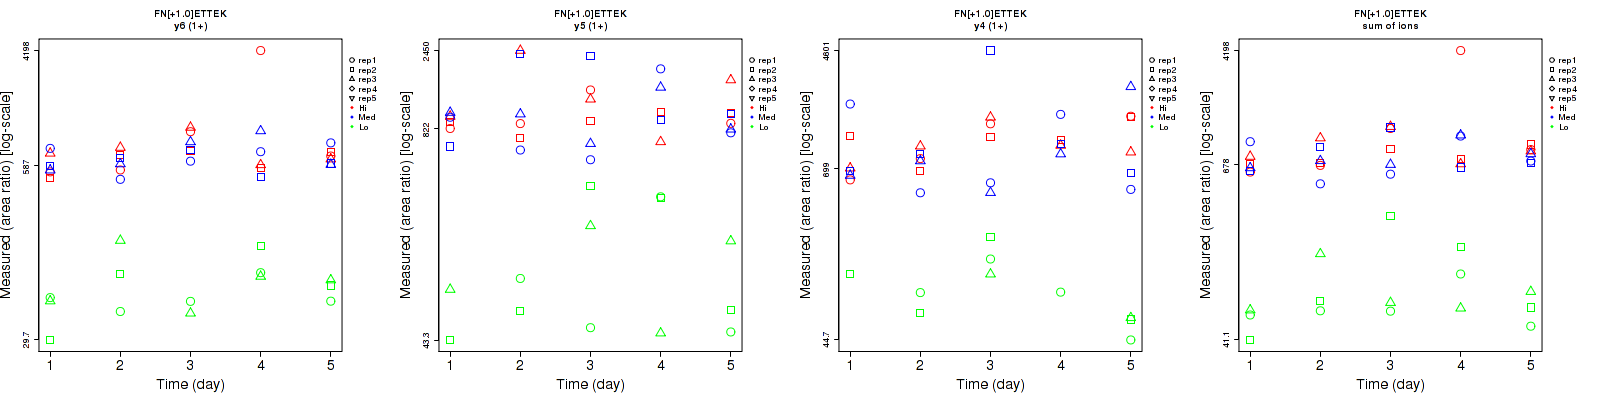 FN[+1.0]ETTEK
y6 (1+)
Measured (area ratio) [log-scale]
4198
587
29.7
1 2 3 4 5
Time (day)
rep1
rep2
rep3
rep4
rep5
Hi
Med
Lo
FN[+1.0]ETTEK
y5 (1+)
Measured (area ratio) [log-scale]
2450
822
43.3
1 2 3 4 5
Time (day)
rep1
rep2
rep3
rep4
rep5
Hi
Med
Lo
FN[+1.0]ETTEK
y4 (1+)
Measured (area ratio) [log-scale]
4601
699
44.7
1 2 3 4 5
Time (day)
rep1
rep2
rep3
rep4
rep5
Hi
Med
Lo
FN[+1.0]ETTEK
sum of ions
Measured (area ratio) [log-scale]
4198
678
41.1
1 2 3 4 5
Time (day)
rep1
rep2
rep3
rep4
rep5
Hi
Med
Lo